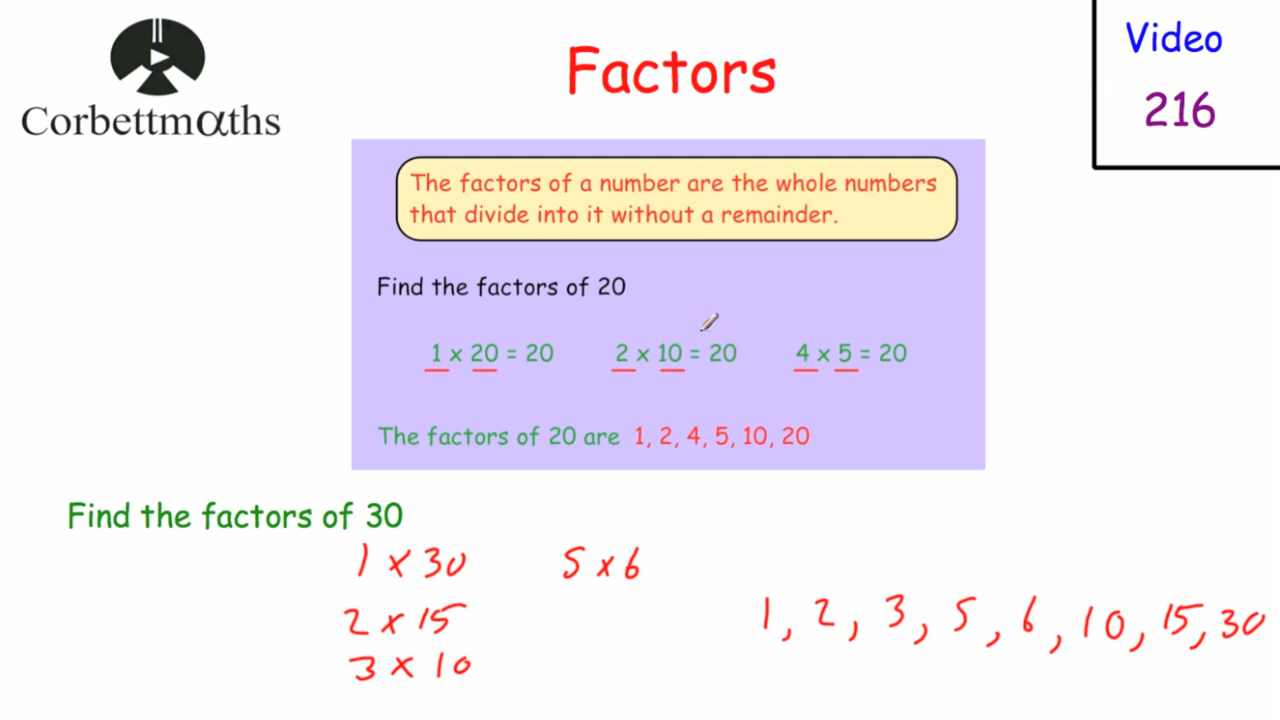 Corbettmαths
Factors
Video
216
The factors of a number are the whole numbers
that divide into it without a remainder.
Find the factors of 20
1 x 20 = 20 2 x 10 = 20 4 x 5 = 20
The factors of 20 are 1, 2, 4, 5, 10, 20
Find the factors of 30
1 x 30 5 x 6
2 x 15
3 x 10
1, 2, 3, 5, 6, 10, 15, 30